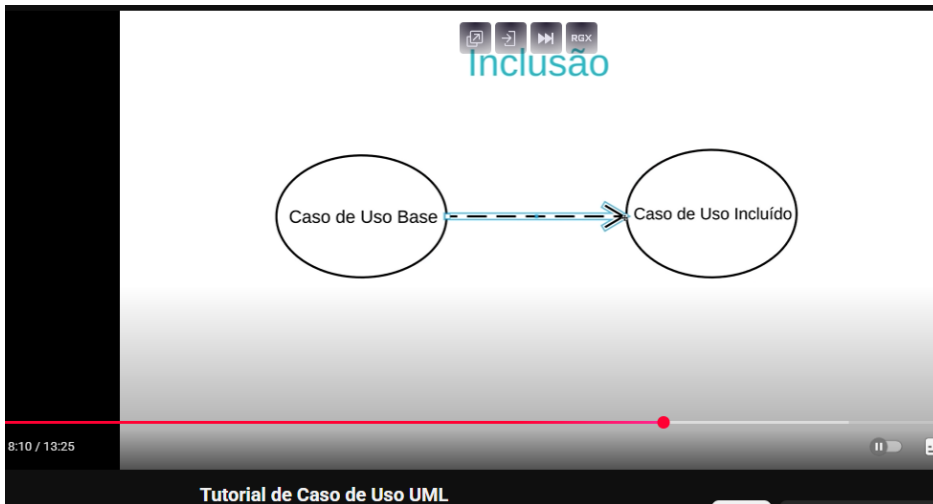 RGX
Inclusão
Caso de Uso Base
Caso de Uso Incluído
8:10 / 13:25
Tutorial de Caso de Uso UML